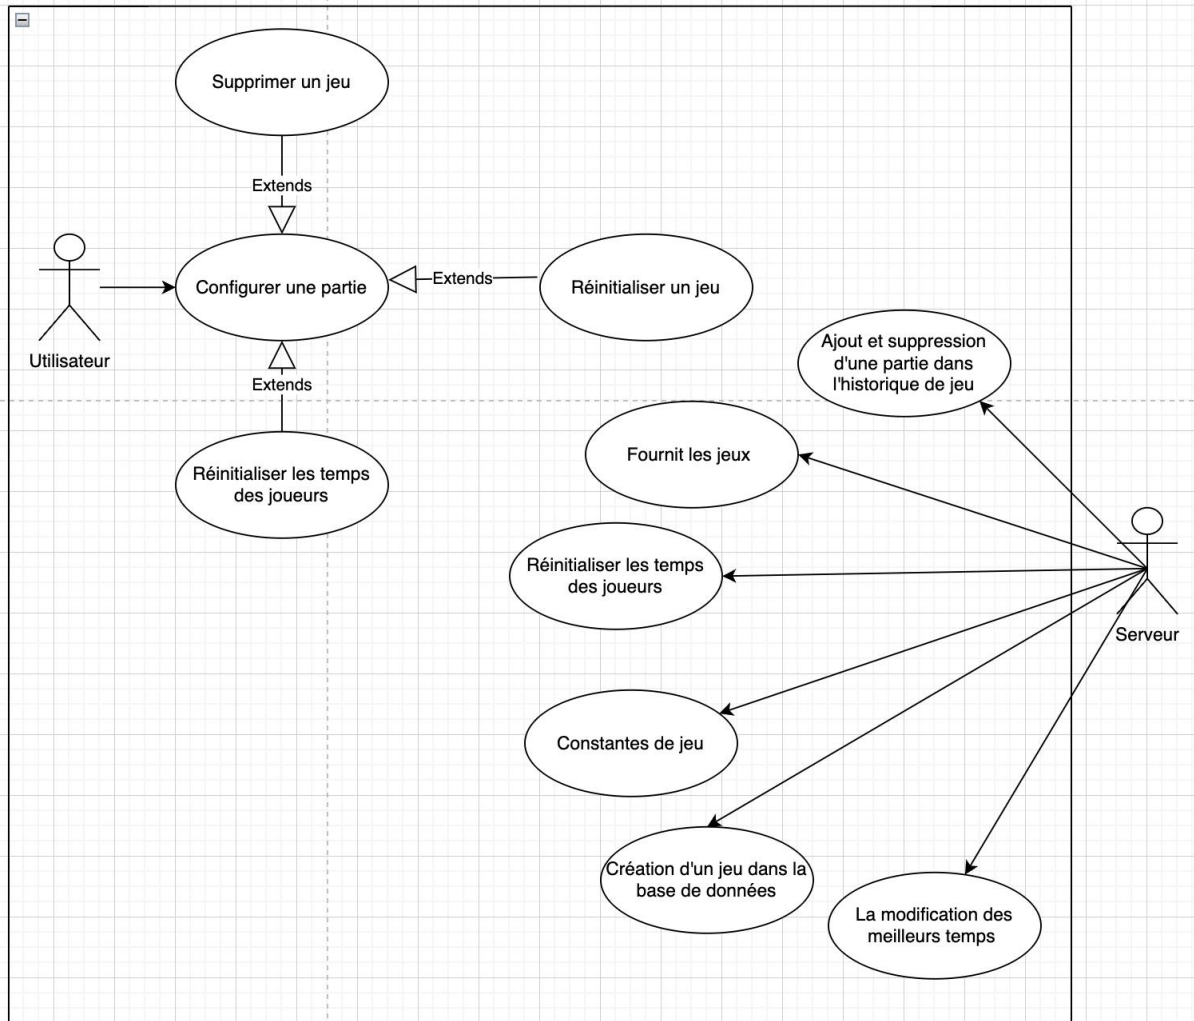 Supprimer un jeu
Extends
Configurer une partie
Extends
Réinitialiser un jeu
Utilisateur
Extends
Réinitialiser les temps
des joueurs
Ajout et suppression
d'une partie dans
l'historique de jeu
Fournit les jeux
Réinitialiser les temps
des joueurs
Serveur
Constantes de jeu
Création d'un jeu dans la
base de données
La modification des
meilleurs temps